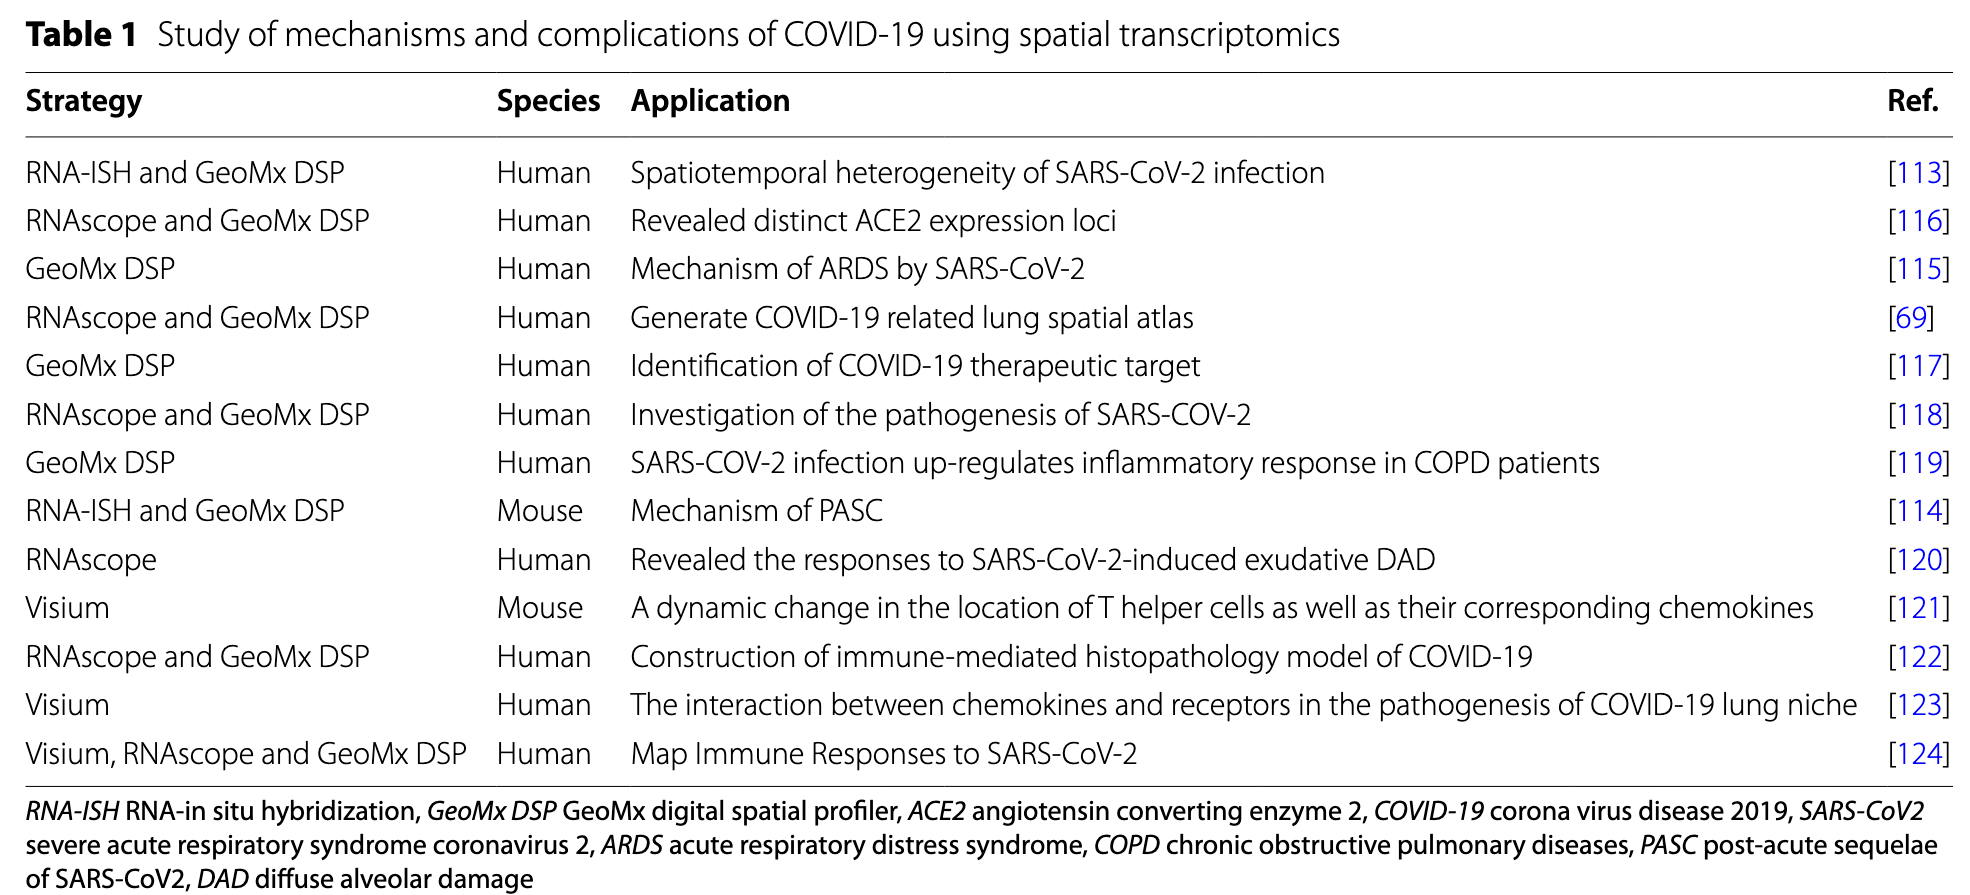 Table 1 Study of mechanisms and complications of COVID-19 using spatial transcriptomics
Strategy Species Application Ref.
RNA-ISH and GeoMx DSP Human Spatiotemporal heterogeneity of SARS-CoV-2 infection [113]
RNAscope and GeoMx DSP Human Revealed distinct ACE2 expression loci [116]
GeoMx DSP Human Mechanism of ARDS by SARS-CoV-2 [115]
RNAscope and GeoMx DSP Human Generate COVID-19 related lung spatial atlas [69]
GeoMx DSP Human Identification of COVID-19 therapeutic target [117]
RNAscope and GeoMx DSP Human Investigation of the pathogenesis of SARS-COV-2 [118]
GeoMx DSP Human SARS-COV-2 infection up-regulates inflammatory response in COPD patients [119]
RNA-ISH and GeoMx DSP Mouse Mechanism of PASC [114]
RNAscope Human Revealed the responses to SARS-CoV-2-induced exudative DAD [120]
Visium Mouse A dynamic change in the location of T helper cells as well as their corresponding chemokines [121]
RNAscope and GeoMx DSP Human Construction of immune-mediated histopathology model of COVID-19 [122]
Visium Human The interaction between chemokines and receptors in the pathogenesis of COVID-19 lung niche [123]
Visium, RNAscope and GeoMx DSP Human Map Immune Responses to SARS-CoV-2 [124]
RNA-ISH RNA-in situ hybridization, GeoMx DSP GeoMx digital spatial profiler, ACE2 angiotensin converting enzyme 2, COVID-19 corona virus disease 2019, SARS-CoV2
severe acute respiratory syndrome coronavirus 2, ARDS acute respiratory distress syndrome, COPD chronic obstructive pulmonary diseases, PASC post-acute sequelae
of SARS-CoV2, DAD diffuse alveolar damage